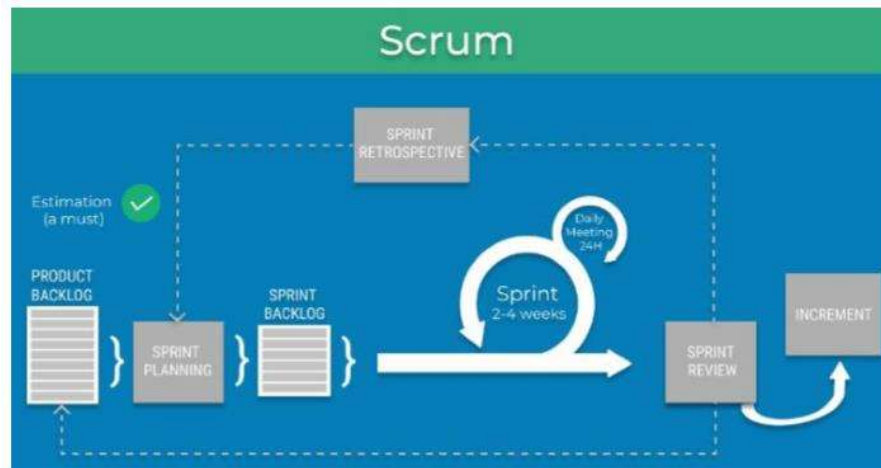 Scrum
SPRINT
RETROSPECTIVE
Estimation
(a must)
Daily
Meeting
24H
PRODUCT
BACKLOG
SPRINT
BACKLOG
Sprint
2-4 weeks
INCREMENT
SPRINT
PLANNING
SPRINT
REVIEW